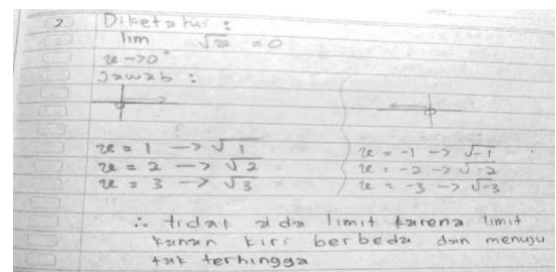 2 Diketahui :
lim √x = 0
x → 0⁺
Jawab :
x = 1 → √1
x = 2 → √2
x = 3 → √3
x = -1 → √-1
x = -2 → √-2
x = -3 → √-3
∴ tidak ada limit karena limit
kanan kiri berbeda dan menuju
tak terhingga